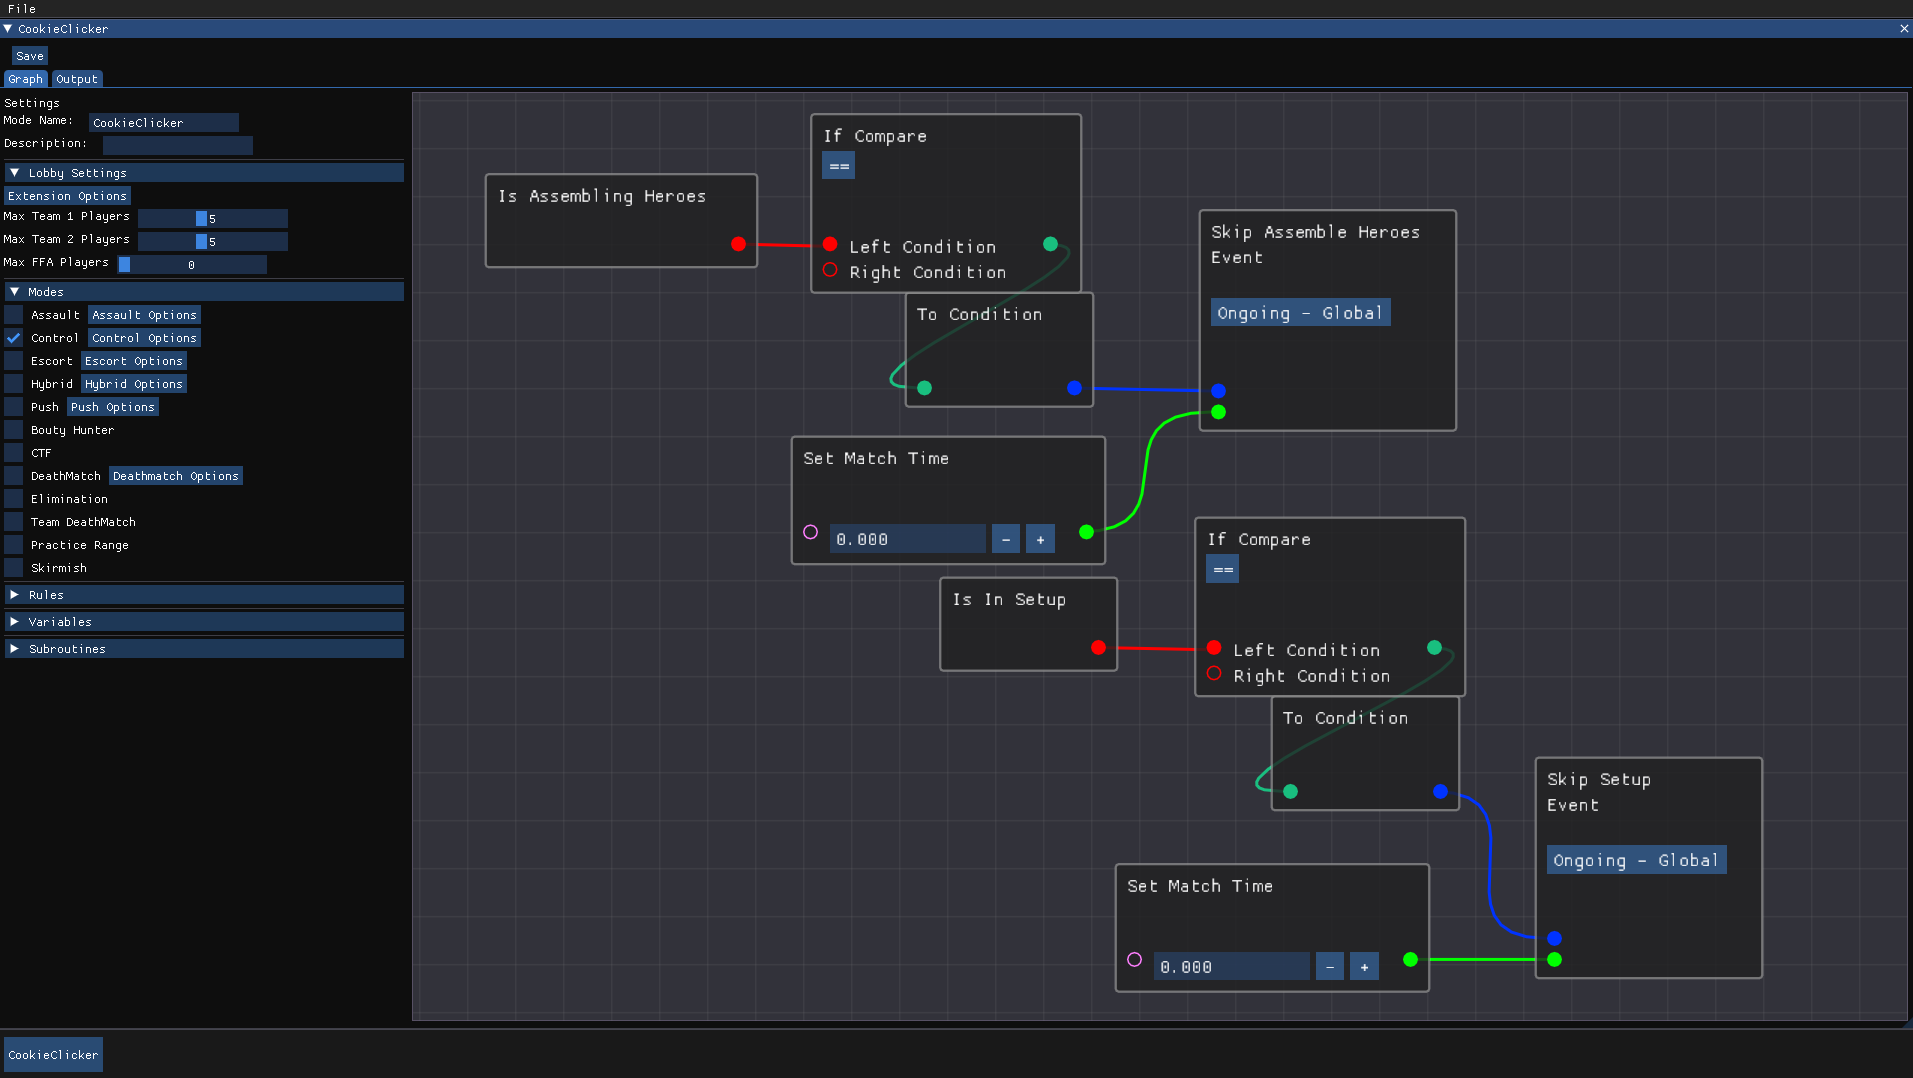 File
CookieClicker
Save
Graph Output
Settings
Mode Name: CookieClicker
Description:
Lobby Settings
Extension Options
Max Team 1 Players 5
Max Team 2 Players 5
Max FFA Players 0
Modes
Assault Assault Options
Control Control Options
Escort Escort Options
Hybrid Hybrid Options
Push Push Options
Bouty Hunter
CTF
DeathMatch Deathmatch Options
Elimination
Team DeathMatch
Practice Range
Skirmish
Rules
Variables
Subroutines
Is Assembling Heroes
If Compare
==
Left Condition
Right Condition
To Condition
Skip Assemble Heroes
Event
Ongoing - Global
Set Match Time
0.000 - +
Is In Setup
If Compare
==
Left Condition
Right Condition
To Condition
Skip Setup
Event
Ongoing - Global
Set Match Time
0.000 - +
CookieClicker